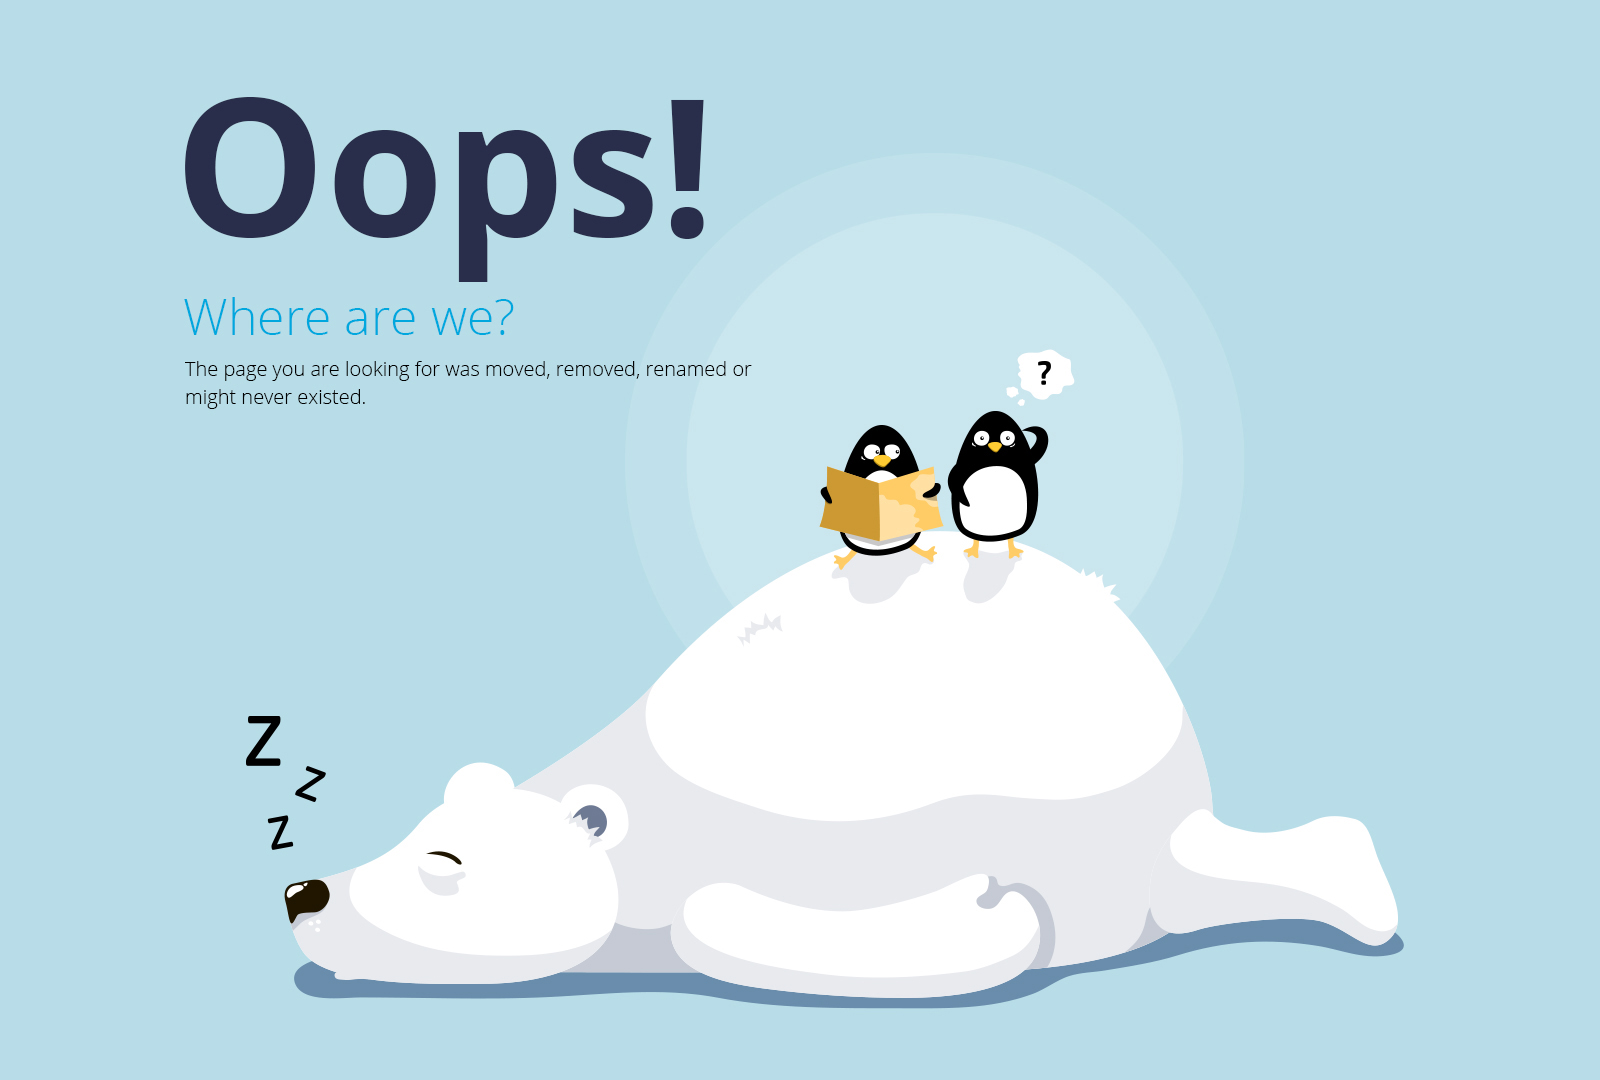 Oops!
Where are we?
The page you are looking for was moved, removed, renamed or
might never existed.
?
Z
Z
Z